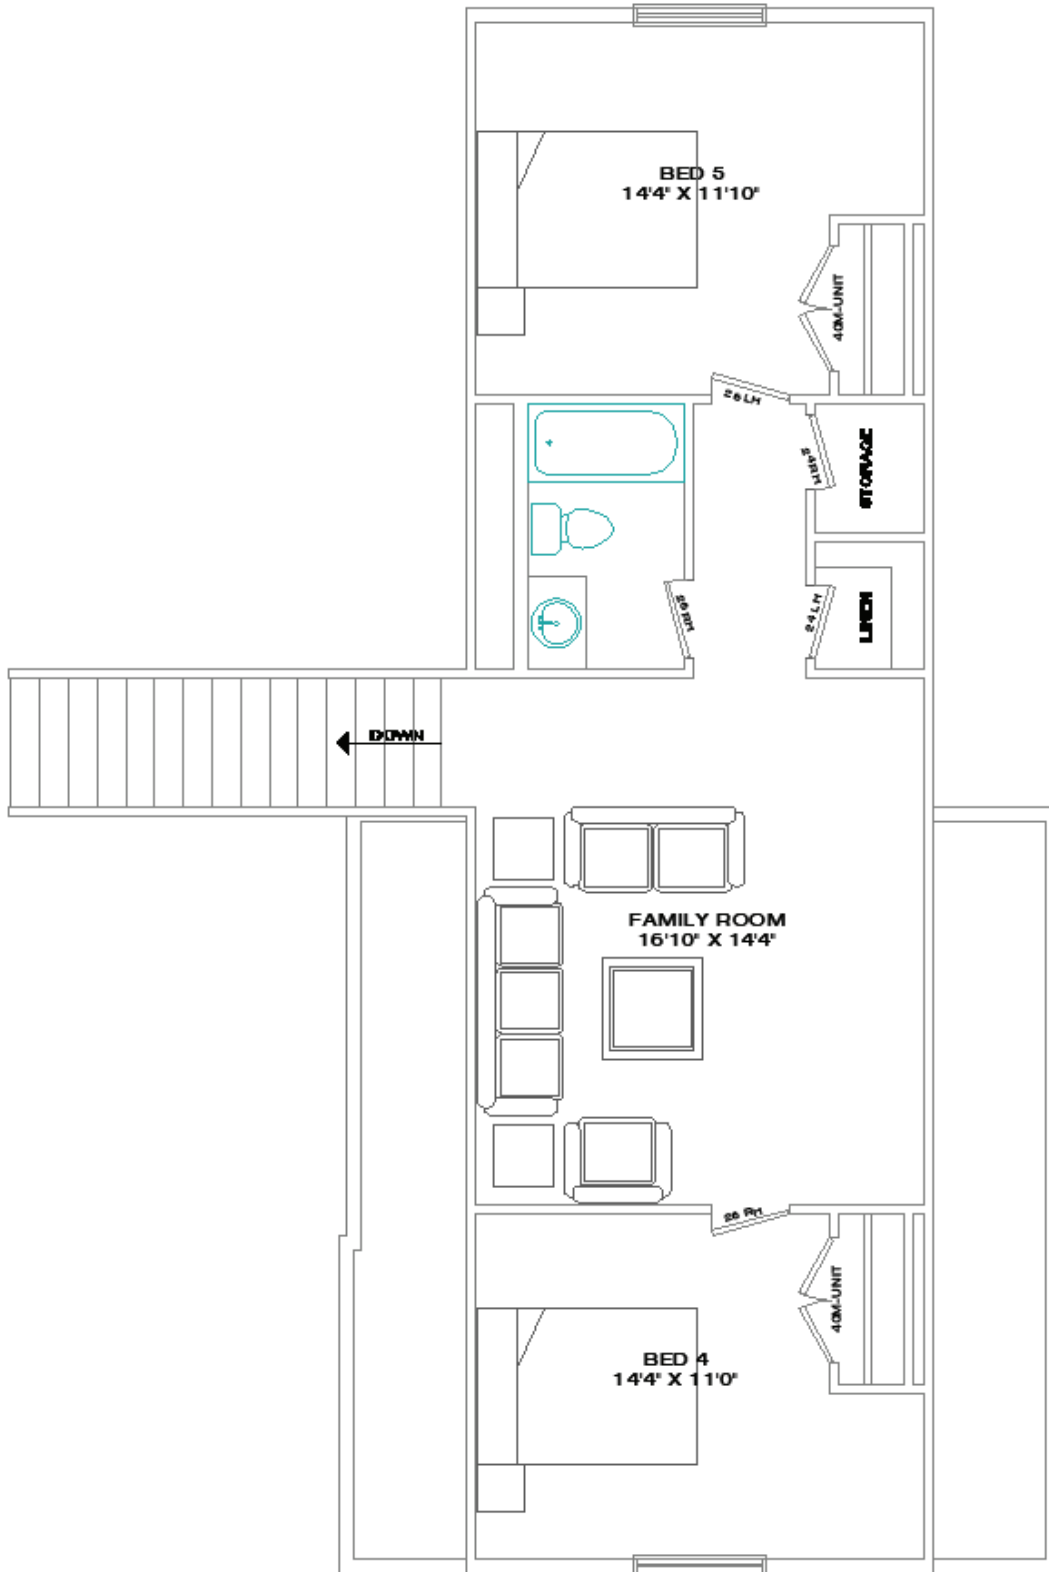 BED 5
14'4" X 11'10"
40M-UNIT
26 LH
24RH
STORAGE
26 RH
24 LH
LINEN
DOWN
FAMILY ROOM
16'10" X 14'4"
26 RH
40M-UNIT
BED 4
14'4" X 11'0"